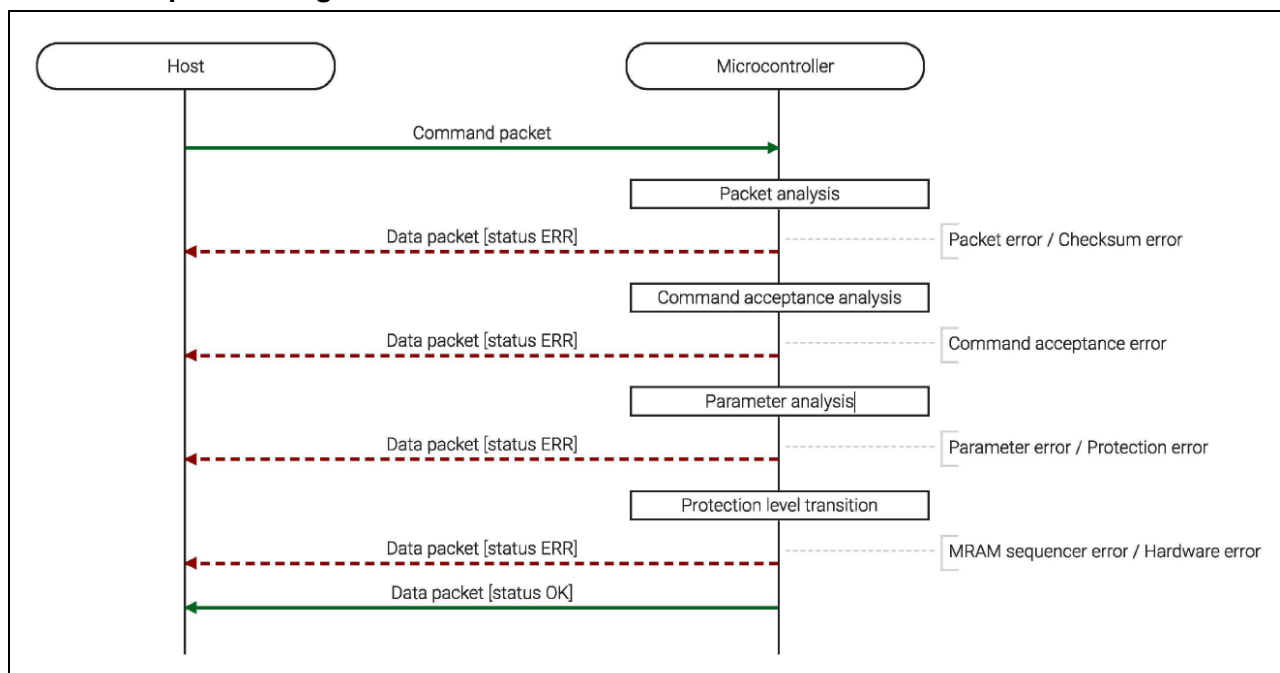 Host Microcontroller
Command packet
Packet analysis
Data packet [status ERR]
Packet error / Checksum error
Command acceptance analysis
Data packet [status ERR]
Command acceptance error
Parameter analysis
Data packet [status ERR]
Parameter error / Protection error
Protection level transition
Data packet [status ERR]
MRAM sequencer error / Hardware error
Data packet [status OK]